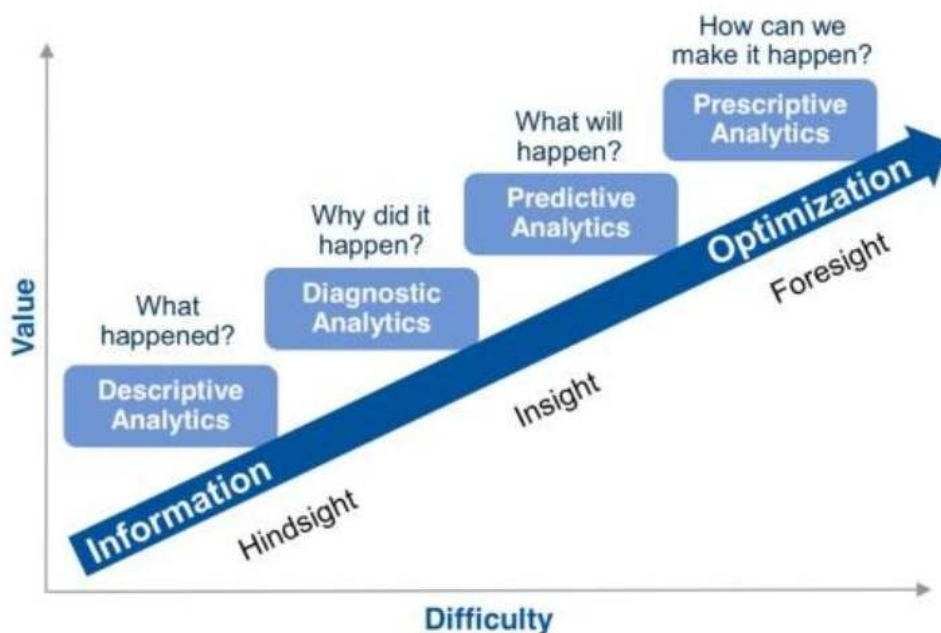 How can we
make it happen?
Prescriptive
Analytics
What will
happen?
Predictive
Analytics
Why did it
happen?
Diagnostic
Analytics
What
happened?
Descriptive
Analytics
Value
Information
Optimization
Hindsight
Insight
Foresight
Difficulty